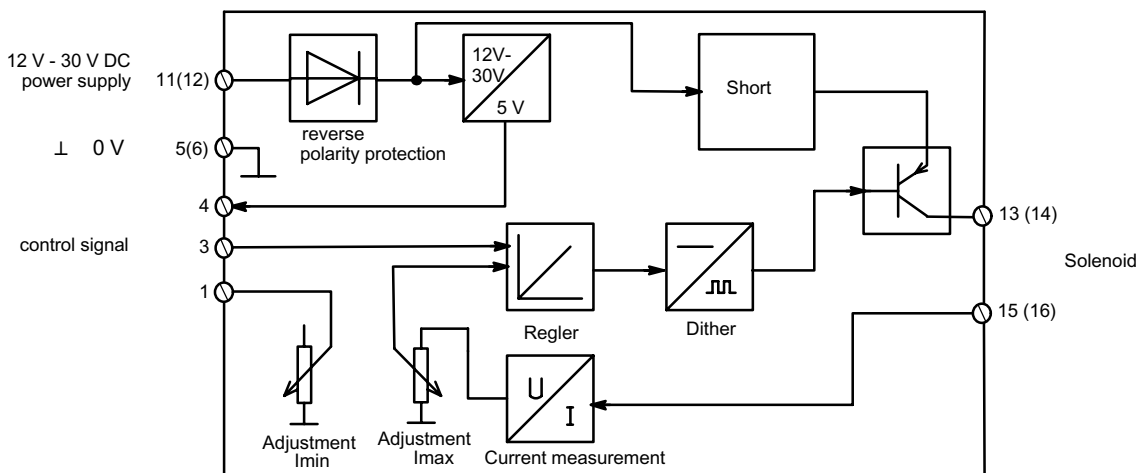 12 V - 30 V DC
power supply
11(12)
12V-
30V
5 V
Short
reverse
polarity protection
⊥ 0 V
5(6)
4
control signal
3
1
13 (14)
Solenoid
15 (16)
Regler
Dither
U
I
Adjustment
Imin
Adjustment
Imax
Current measurement